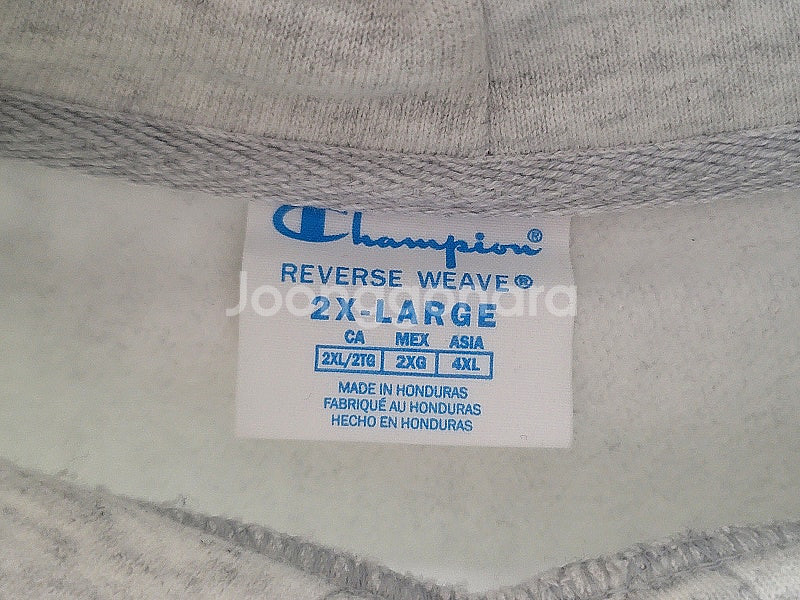 Champion®
REVERSE WEAVE®
Joonggonara
2X-LARGE
CA MEX ASIA
2XL/2TG 2XG 4XL
MADE IN HONDURAS
FABRIQUÉ AU HONDURAS
HECHO EN HONDURAS